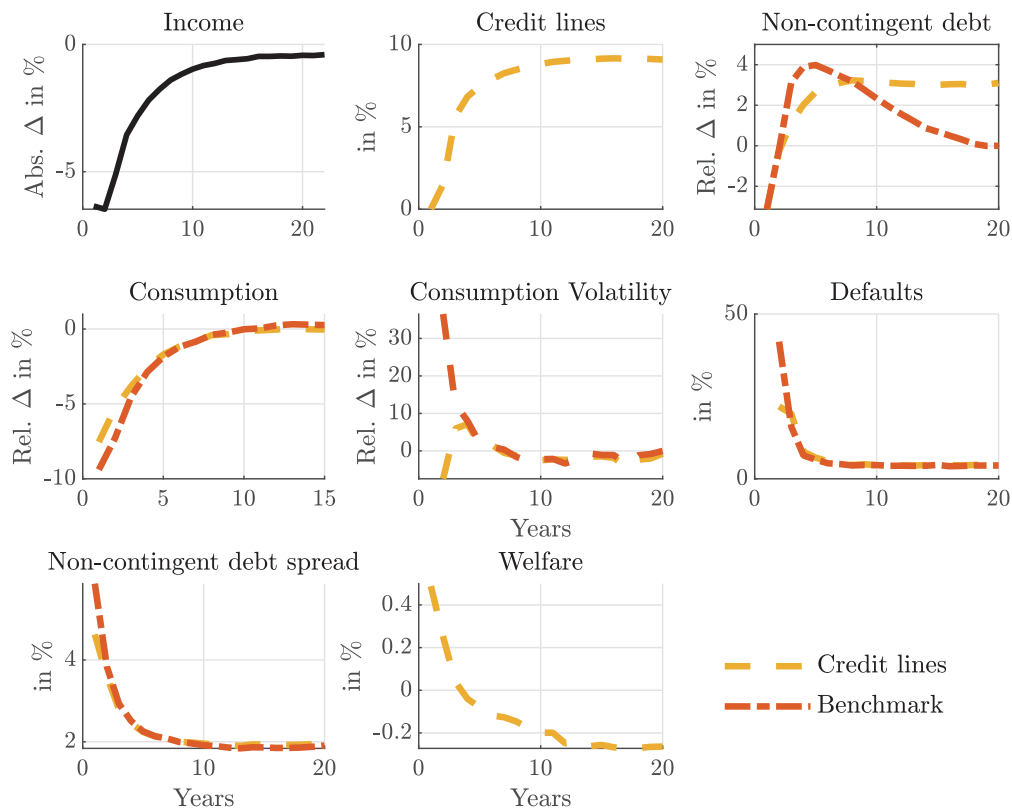 Income
Abs. Δ in %
0
-5
0
10
20
Credit lines
in %
10
5
0
0
10
20
Non-contingent debt
Rel. Δ in %
4
2
0
-2
0
10
20
Consumption
Rel. Δ in %
0
-5
-10
0
5
10
15
Consumption Volatility
Rel. Δ in %
30
20
10
0
0
10
20
Years
Defaults
in %
50
0
0
10
20
Non-contingent debt spread
in %
4
2
0
10
20
Years
Welfare
in %
0.4
0.2
0
-0.2
0
10
20
Years
Credit lines
Benchmark